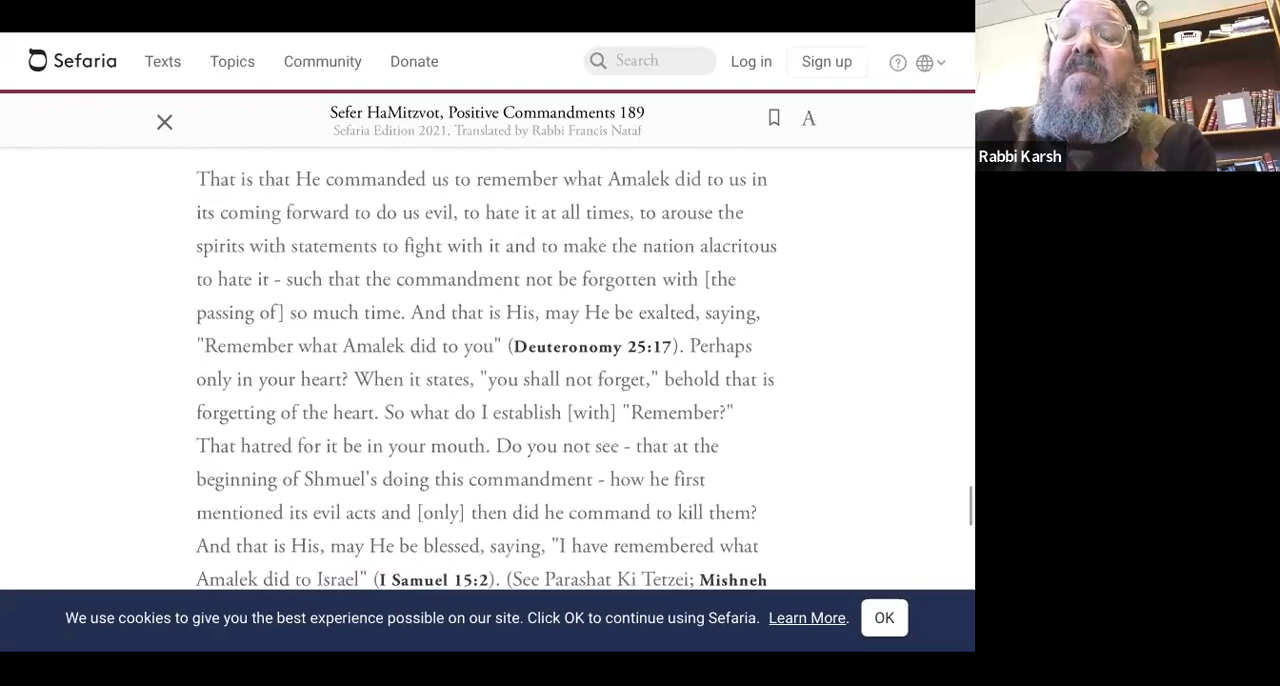 Sefaria Texts Topics Community Donate Search Log in Sign up
Sefer HaMitzvot, Positive Commandments 189
Sefaria Edition 2021, Translated by Rabbi Francis Nataf
A
That is that He commanded us to remember what Amalek did to us in
its coming forward to do us evil, to hate it at all times, to arouse the
spirits with statements to fight with it and to make the nation alacritous
to hate it - such that the commandment not be forgotten with [the
passing of] so much time. And that is His, may He be exalted, saying,
"Remember what Amalek did to you" (Deuteronomy 25:17). Perhaps
only in your heart? When it states, "you shall not forget," behold that is
forgetting of the heart. So what do I establish [with] "Remember?"
That hatred for it be in your mouth. Do you not see - that at the
beginning of Shmuel's doing this commandment - how he first
mentioned its evil acts and [only] then did he command to kill them?
And that is His, may He be blessed, saying, "I have remembered what
Amalek did to Israel" (I Samuel 15:2). (See Parashat Ki Tetzei; Mishneh
We use cookies to give you the best experience possible on our site. Click OK to continue using Sefaria. Learn More. OK
Rabbi Karsh